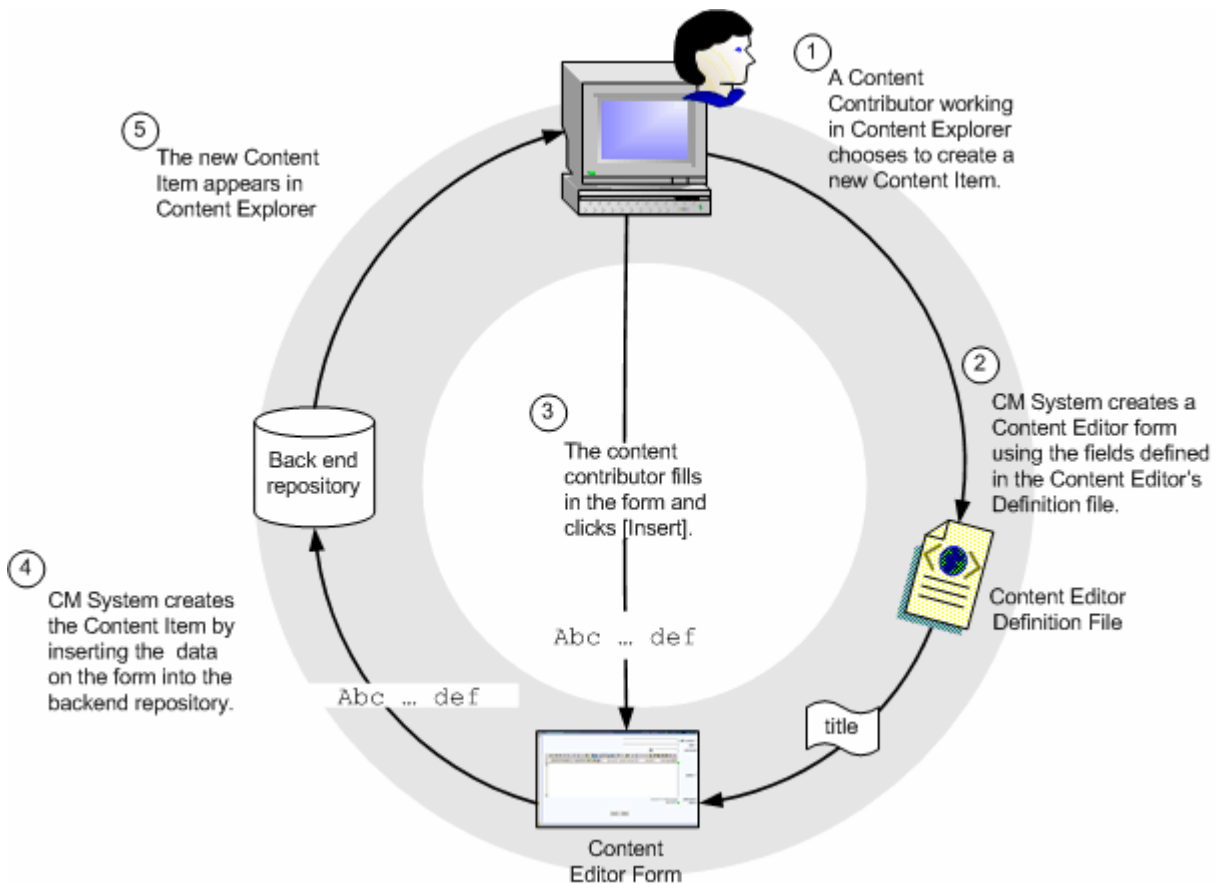 1
A Content
Contributor working
in Content Explorer
chooses to create a
new Content Item.
2
CM System creates a
Content Editor form
using the fields defined
in the Content Editor's
Definition file.
Content Editor
Definition File
title
3
The content
contributor fills
in the form and
clicks [Insert].
Abc … def
Content
Editor Form
4
CM System creates
the Content Item by
inserting the data
on the form into the
backend repository.
Abc … def
Back end
repository
5
The new Content
Item appears in
Content Explorer